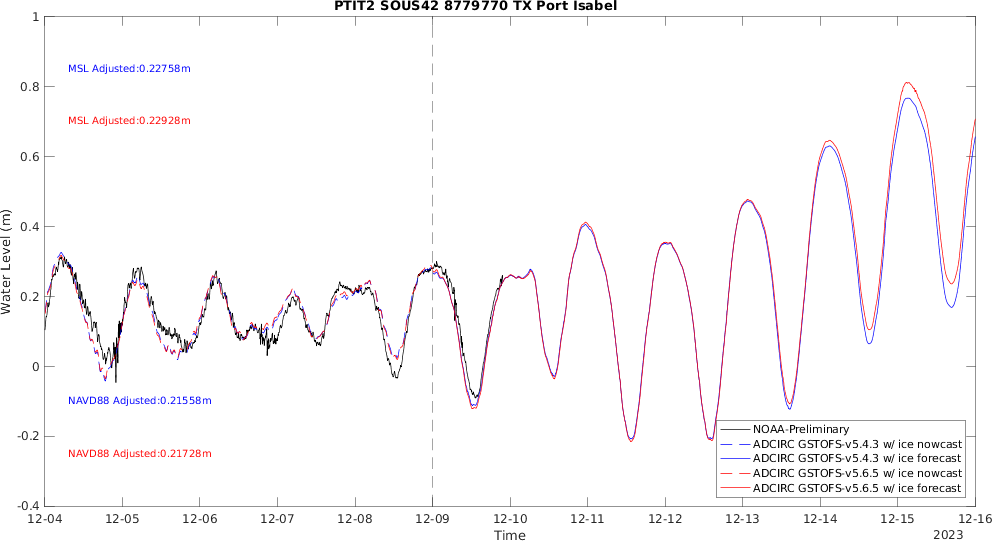 PTIT2 SOUS42 8779770 TX Port Isabel
1
0.8
0.6
0.4
0.2
0
-0.2
-0.4
Water Level (m)
MSL Adjusted:0.22758m
MSL Adjusted:0.22928m
NAVD88 Adjusted:0.21558m
NAVD88 Adjusted:0.21728m
NOAA-Preliminary
ADCIRC GSTOFS-v5.4.3 w/ ice nowcast
ADCIRC GSTOFS-v5.4.3 w/ ice forecast
ADCIRC GSTOFS-v5.6.5 w/ ice nowcast
ADCIRC GSTOFS-v5.6.5 w/ ice forecast
12-04 12-05 12-06 12-07 12-08 12-09 12-10 12-11 12-12 12-13 12-14 12-15 12-16
Time
2023